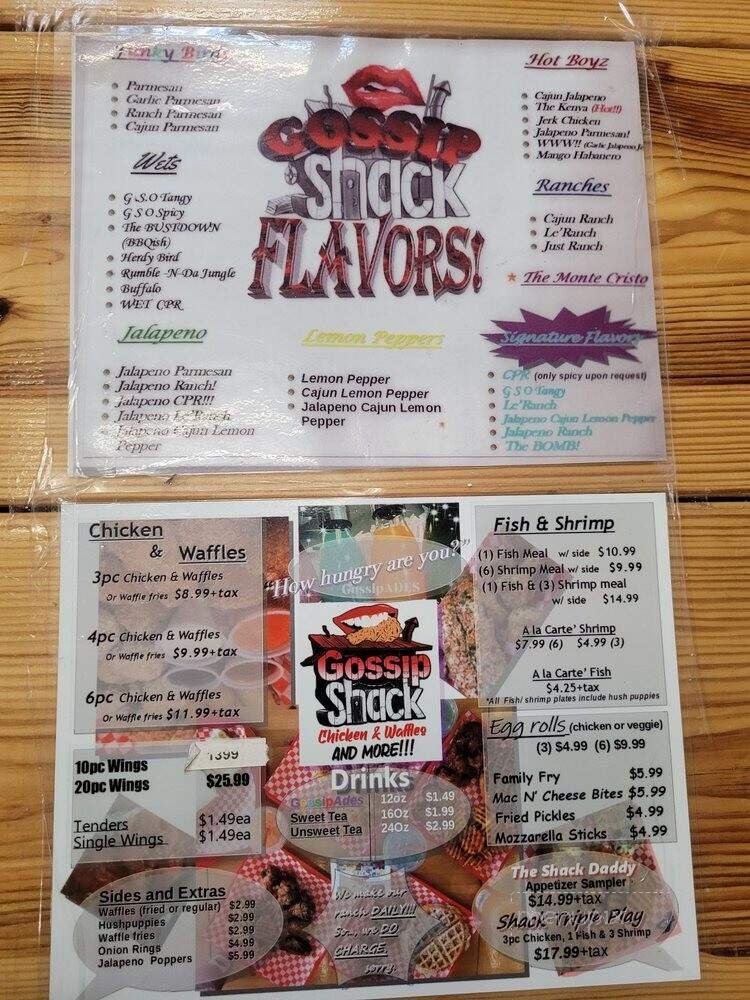 Funky Birds
Parmesan
Garlic Parmesan
Ranch Parmesan
Cajun Parmesan
Wets
G S O Tangy
G S O Spicy
The BUSTDOWN
(BBQish)
Herdy Bird
Rumble -N-Da Jungle
Buffalo
WET CPR
GOSSIP
Shack
FLAVORS!
Hot Boyz
Cajun Jalapeno
The Kenya (Hot!!)
Jerk Chicken
Jalapeno Parmesan!
WWW!! (Garlic Jalapeno
Mango Habanero
Ranches
Cajun Ranch
Le'Ranch
Just Ranch
* The Monte Cristo
Jalapeno
Jalapeno Parmesan
Jalapeno Ranch!
Jalapeno CPR!!!
Jalapeno Le'Ranch
Jalapeno Cajun Lemon
Pepper
Lemon Peppers
Lemon Pepper
Cajun Lemon Pepper
Jalapeno Cajun Lemon
Pepper
Signature Flavors
CPR (only spicy upon request)
G S O Tangy
Le'Ranch
Jalapeno Cajun Lemon Pepper
Jalapeno Ranch
The BOMB!
Chicken
& Waffles
3pc Chicken & Waffles
Or Waffle fries $8.99+tax
4pc Chicken & Waffles
Or Waffle fries $9.99+tax
6pc Chicken & Waffles
Or Waffle fries $11.99+tax
10pc Wings 1399
20pc Wings $25.99
Tenders $1.49ea
Single Wings $1.49ea
Sides and Extras
Waffles (fried or regular) $2.99
Hushpuppies $2.99
Waffle fries $2.99
Onion Rings $4.99
Jalapeno Poppers $5.99
"How hungry are you?"
GossipADES
Gossip
Shack
Chicken & Waffles
AND MORE!!!
Drinks
GossipAdes 12oz $1.49
Sweet Tea 16Oz $1.99
Unsweet Tea 24Oz $2.99
We make our
ranch DAILY!!!
So... we DO
CHARGE.
sorry.
Fish & Shrimp
(1) Fish Meal w/ side $10.99
(6) Shrimp Meal w/ side $9.99
(1) Fish & (3) Shrimp meal
w/ side $14.99
A la Carte' Shrimp
$7.99 (6) $4.99 (3)
A la Carte' Fish
$4.25+tax
*All Fish/ shrimp plates include hush puppies
Egg rolls (chicken or veggie)
(3) $4.99 (6) $9.99
Family Fry $5.99
Mac N' Cheese Bites $5.99
Fried Pickles $4.99
Mozzarella Sticks $4.99
The Shack Daddy
Appetizer Sampler
$14.99+tax
Shack Triple Play
3pc Chicken, 1 Fish & 3 Shrimp
$17.99+tax